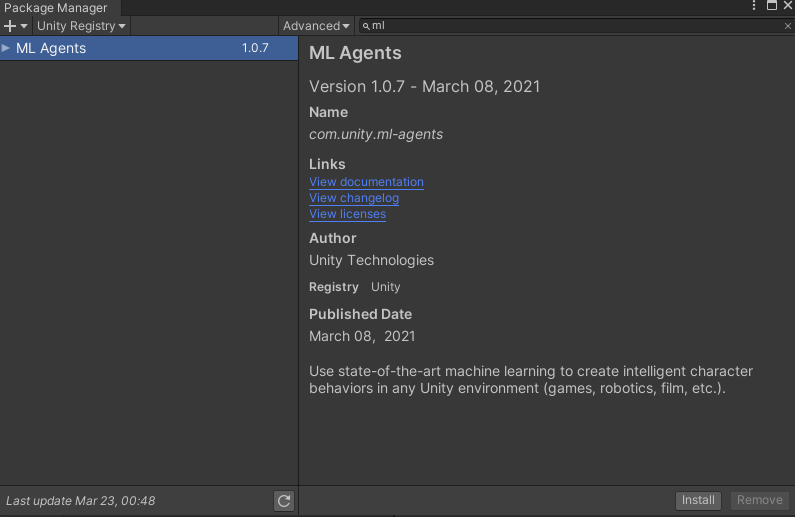 Package Manager
Unity Registry
Advanced
ml
ML Agents 1.0.7
ML Agents
Version 1.0.7 - March 08, 2021
Name
com.unity.ml-agents
Links
View documentation
View changelog
View licenses
Author
Unity Technologies
Registry Unity
Published Date
March 08,  2021
Use state-of-the-art machine learning to create intelligent character
behaviors in any Unity environment (games, robotics, film, etc.).
Last update Mar 23, 00:48
Install
Remove